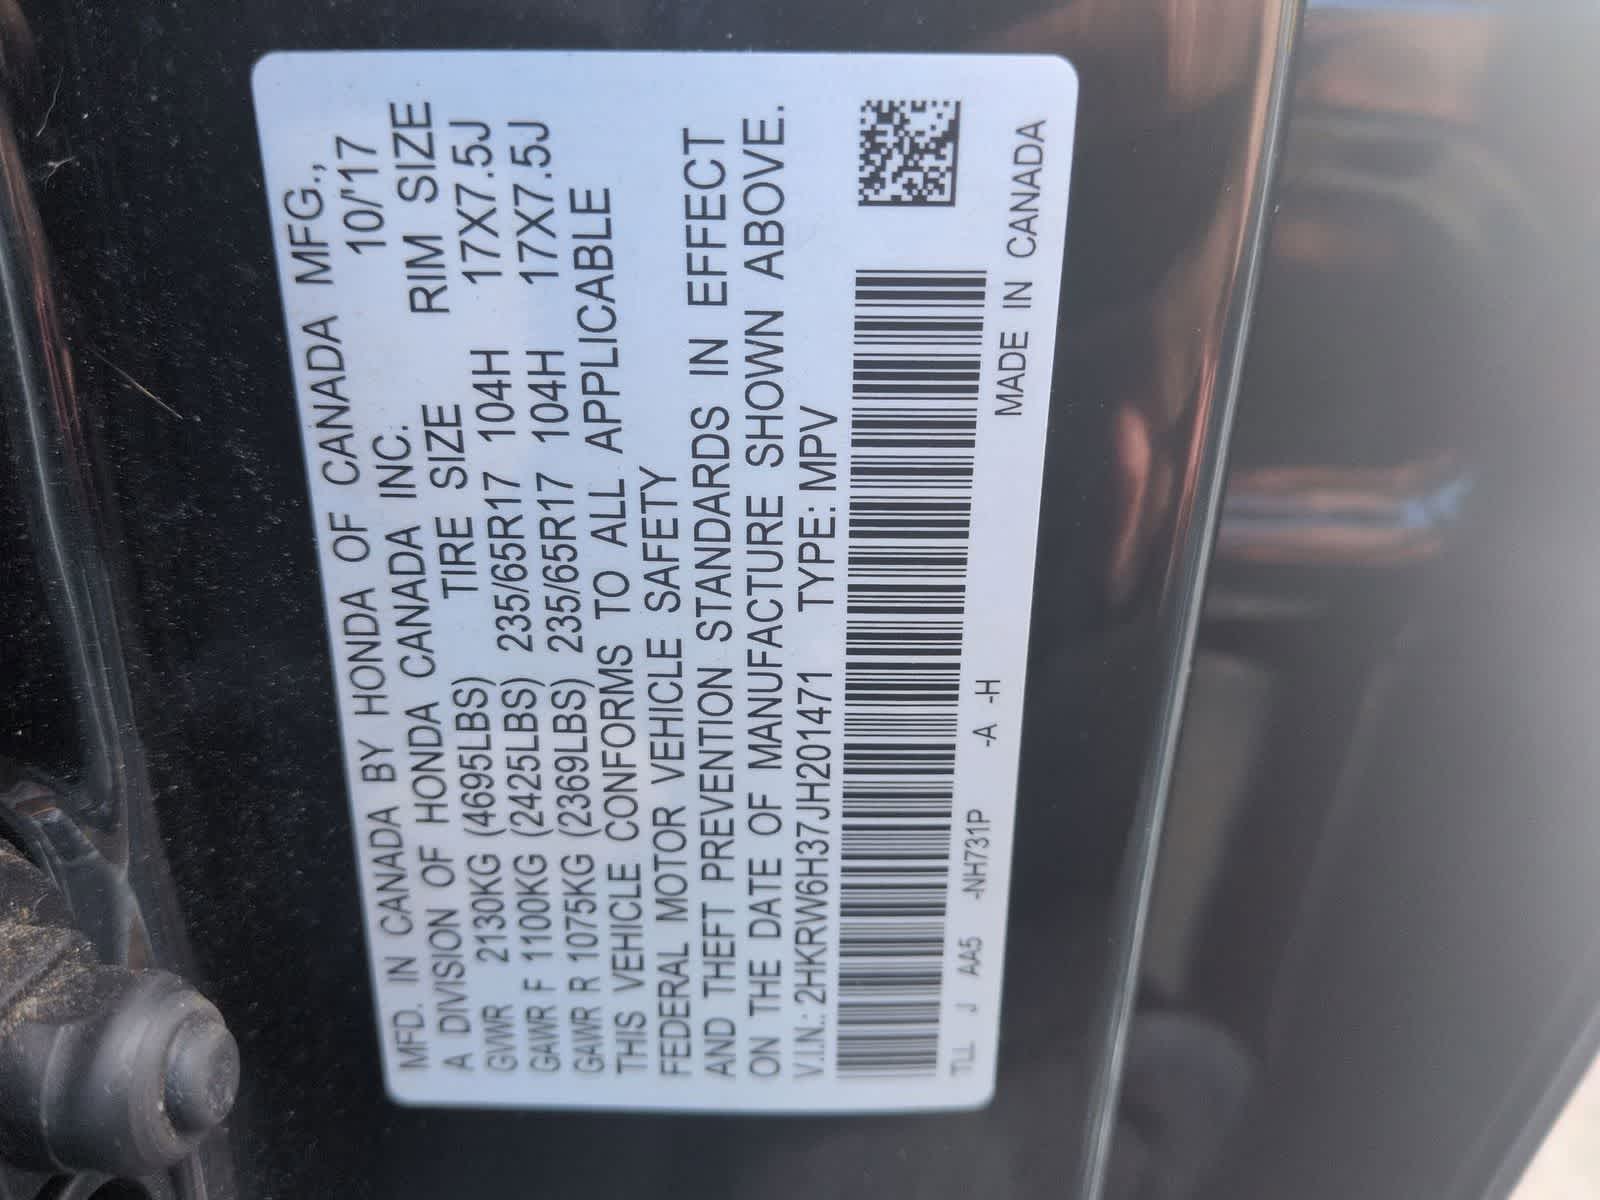 MFD. IN CANADA BY HONDA OF CANADA MFG.,
A DIVISION OF HONDA CANADA INC. 10/'17
TIRE SIZE RIM SIZE
GVWR 2130KG (4695LBS)
GAWR F 1100KG (2425LBS) 235/65R17 104H 17X7.5J
GAWR R 1075KG (2369LBS) 235/65R17 104H 17X7.5J
THIS VEHICLE CONFORMS TO ALL APPLICABLE
FEDERAL MOTOR VEHICLE SAFETY
AND THEFT PREVENTION STANDARDS IN EFFECT
ON THE DATE OF MANUFACTURE SHOWN ABOVE.
V.I.N.: 2HKRW6H37JH201471 TYPE: MPV
TLL J AA5 -NH731P -A -H MADE IN CANADA